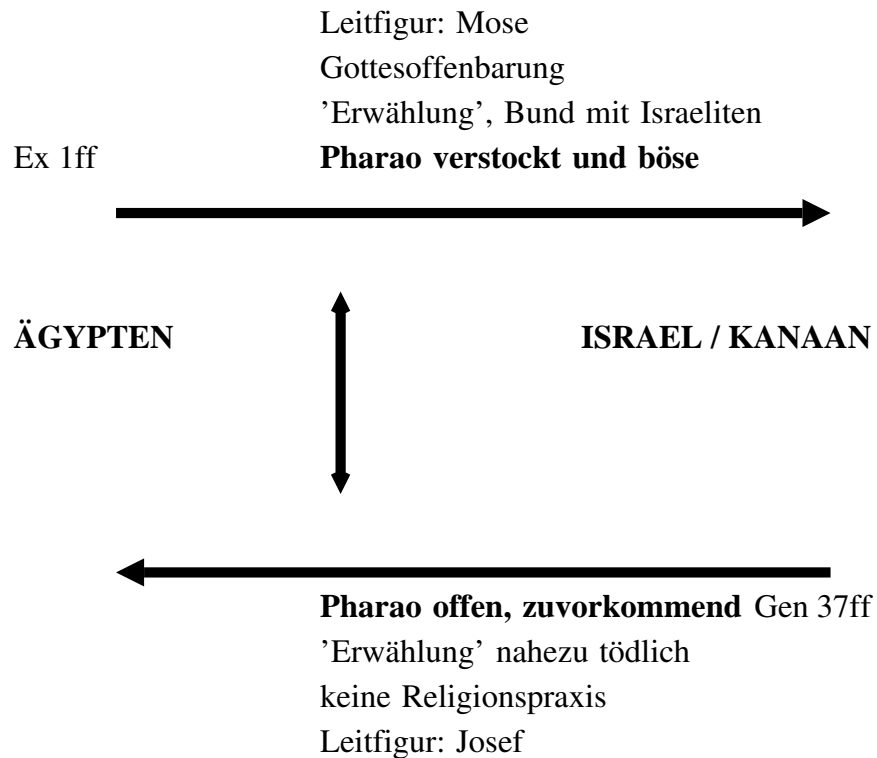 Leitfigur: Mose
Gottesoffenbarung
’Erwählung’, Bund mit Israeliten
Ex 1ff Pharao verstockt und böse
ÄGYPTEN ISRAEL / KANAAN
Pharao offen, zuvorkommend Gen 37ff
’Erwählung’ nahezu tödlich
keine Religionspraxis
Leitfigur: Josef